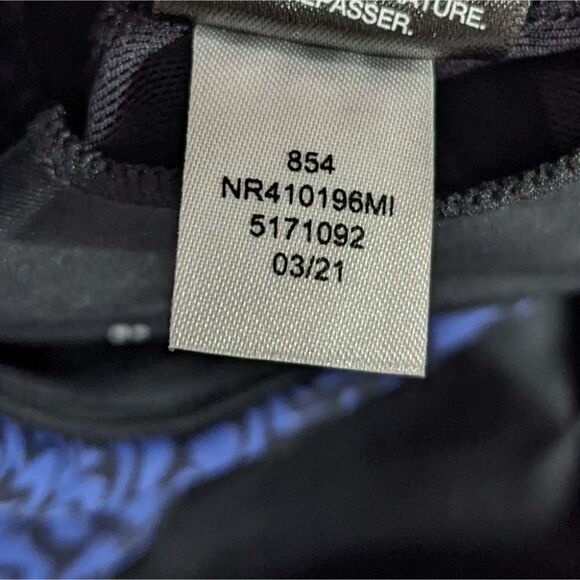 ATURE.
EPASSER.
854
NR410196MI
5171092
03/21